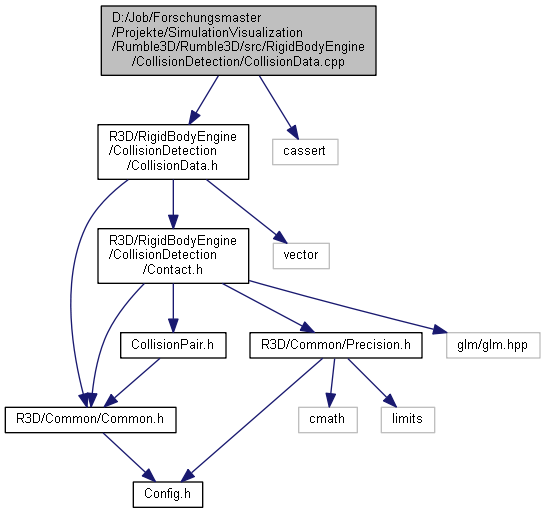 D:/Job/Forschungsmaster
/Projekte/SimulationVisualization
/Rumble3D/Rumble3D/src/RigidBodyEngine
/CollisionDetection/CollisionData.cpp
R3D/RigidBodyEngine
/CollisionDetection
/CollisionData.h
cassert
R3D/RigidBodyEngine
/CollisionDetection
/Contact.h
vector
CollisionPair.h
R3D/Common/Precision.h
glm/glm.hpp
R3D/Common/Common.h
cmath
limits
Config.h